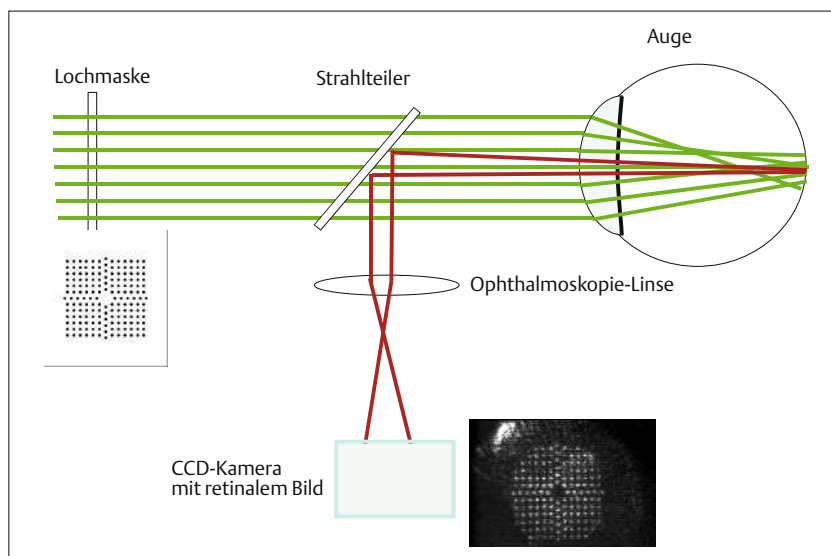 Auge
Lochmaske
Strahlteiler
Ophthalmoskopie-Linse
CCD-Kamera
mit retinalem Bild